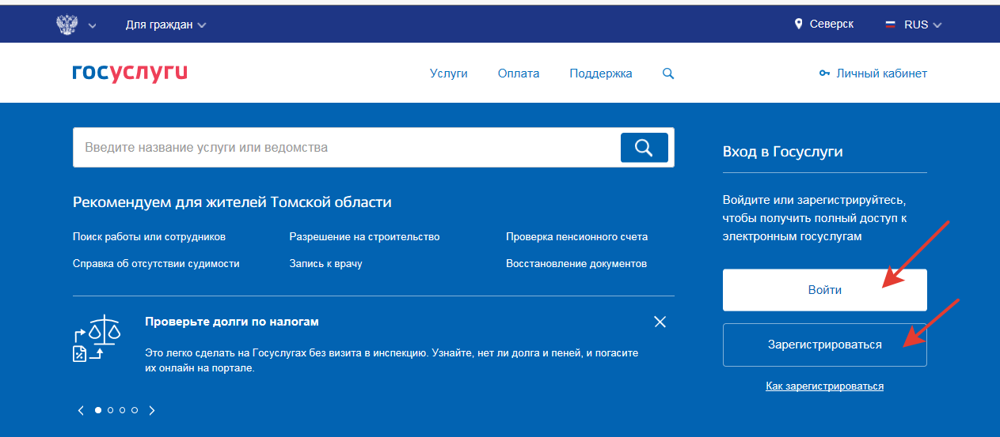 Для граждан
Северск
RUS
госуслуги
Услуги
Оплата
Поддержка
Личный кабинет
Введите название услуги или ведомства
Рекомендуем для жителей Томской области
Поиск работы или сотрудников
Разрешение на строительство
Проверка пенсионного счета
Справка об отсутствии судимости
Запись к врачу
Восстановление документов
Проверьте долги по налогам
Это легко сделать на Госуслугах без визита в инспекцию. Узнайте, нет ли долга и пеней, и погасите
их онлайн на портале.
Вход в Госуслуги
Войдите или зарегистрируйтесь,
чтобы получить полный доступ к
электронным госуслугам
Войти
Зарегистрироваться
Как зарегистрироваться